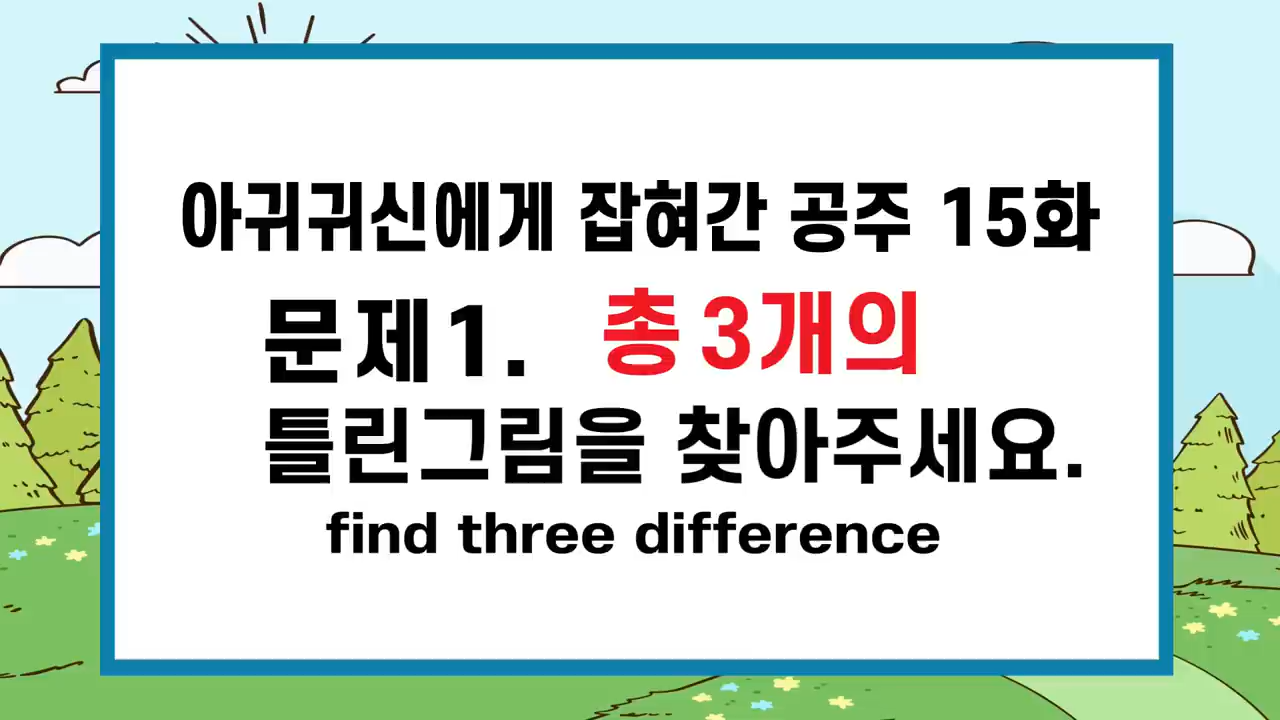 아귀귀신에게 잡혀간 공주 15화
문제1. 총3개의
틀린그림을 찾아주세요.
find three difference